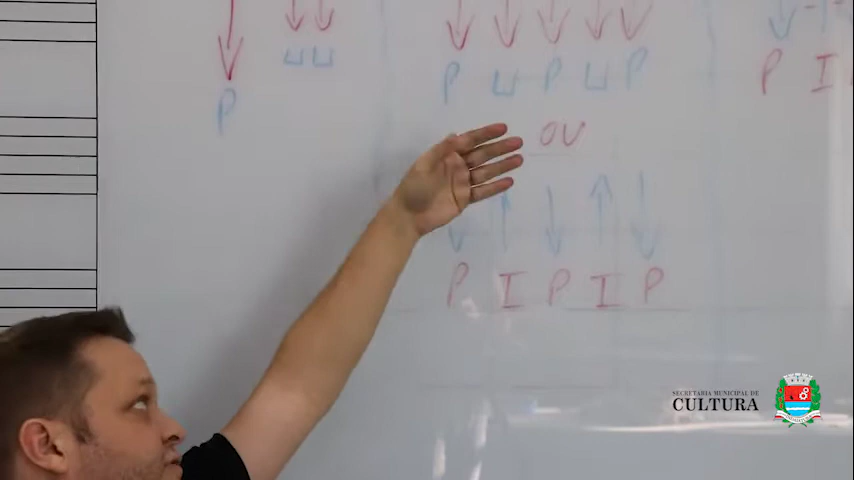 P
P U P U P
P I
OU
P I P I P
SECRETARIA MUNICIPAL DE
CULTURA